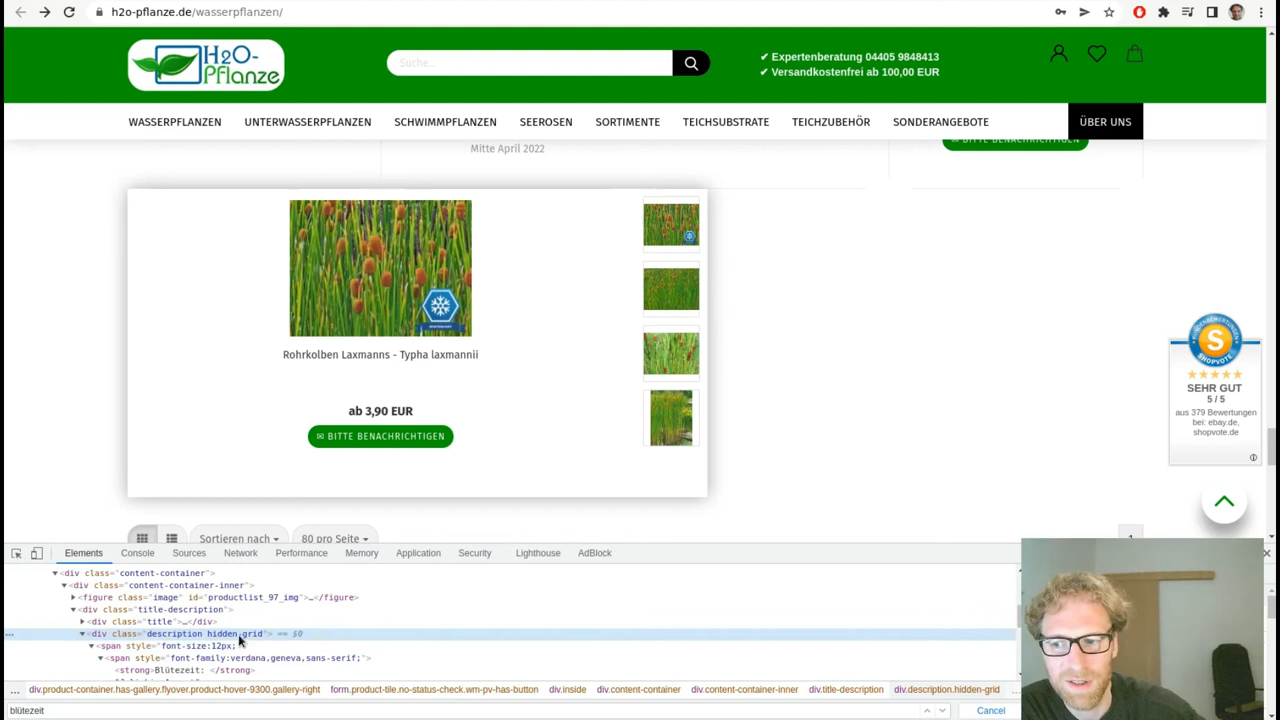 h2o-pflanze.de/wasserpflanzen/
H2O-
Pflanze
Suche...
✔ Expertenberatung 04405 9848413
✔ Versandkostenfrei ab 100,00 EUR
WASSERPFLANZEN UNTERWASSERPFLANZEN SCHWIMMPFLANZEN SEEROSEN SORTIMENTE TEICHSUBSTRATE TEICHZUBEHÖR SONDERANGEBOTE ÜBER UNS
✉ BITTE BENACHRICHTIGEN
Mitte April 2022
Rohrkolben Laxmanns - Typha laxmannii
ab 3,90 EUR
✉ BITTE BENACHRICHTIGEN
S
SHOPVOTE
SEHR GUT
5 / 5
aus 379 Bewertungen
bei: ebay.de,
shopvote.de
Sortieren nach 80 pro Seite 1
Elements Console Sources Network Performance Memory Application Security Lighthouse AdBlock
<div class="content-container">
<div class="content-container-inner">
<figure class="image" id="productlist_97_img">…</figure>
<div class="title-description">
<div class="title">…</div>
<div class="description hidden-grid"> == $0
<span style="font-size:12px;
<span style="font-family:verdana,geneva,sans-serif;">
<strong>Blütezeit: </strong>
… div.product-container.has-gallery.flyover.product-hover-9300.gallery-right form.product-tile.no-status-check.wm-pv-has-button div.inside div.content-container div.content-container-inner div.title-description div.description.hidden-grid …
blütezeit Cancel